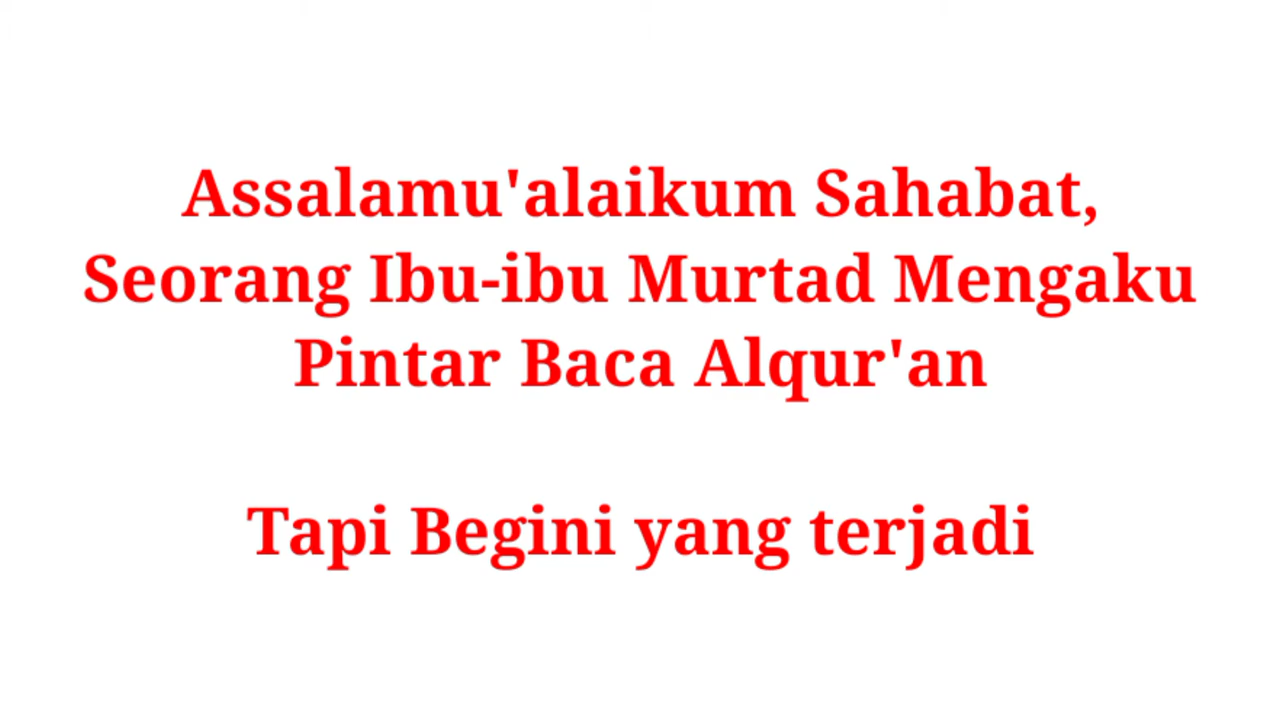 Assalamu'alaikum Sahabat,
Seorang Ibu-ibu Murtad Mengaku
Pintar Baca Alqur'an
Tapi Begini yang terjadi